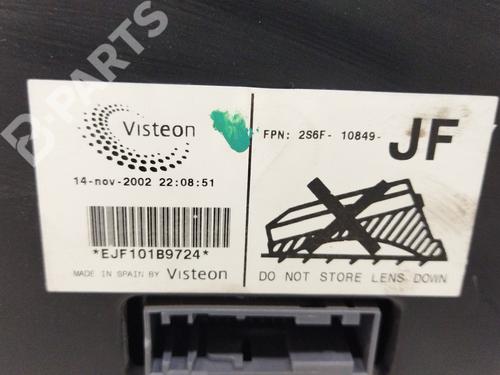 B-PARTS
Visteon
FPN: 2S6F- 10849- JF
14-nov-2002 22:08:51
*EJF101B9724*
MADE IN SPAIN BY Visteon
DO NOT STORE LENS DOWN